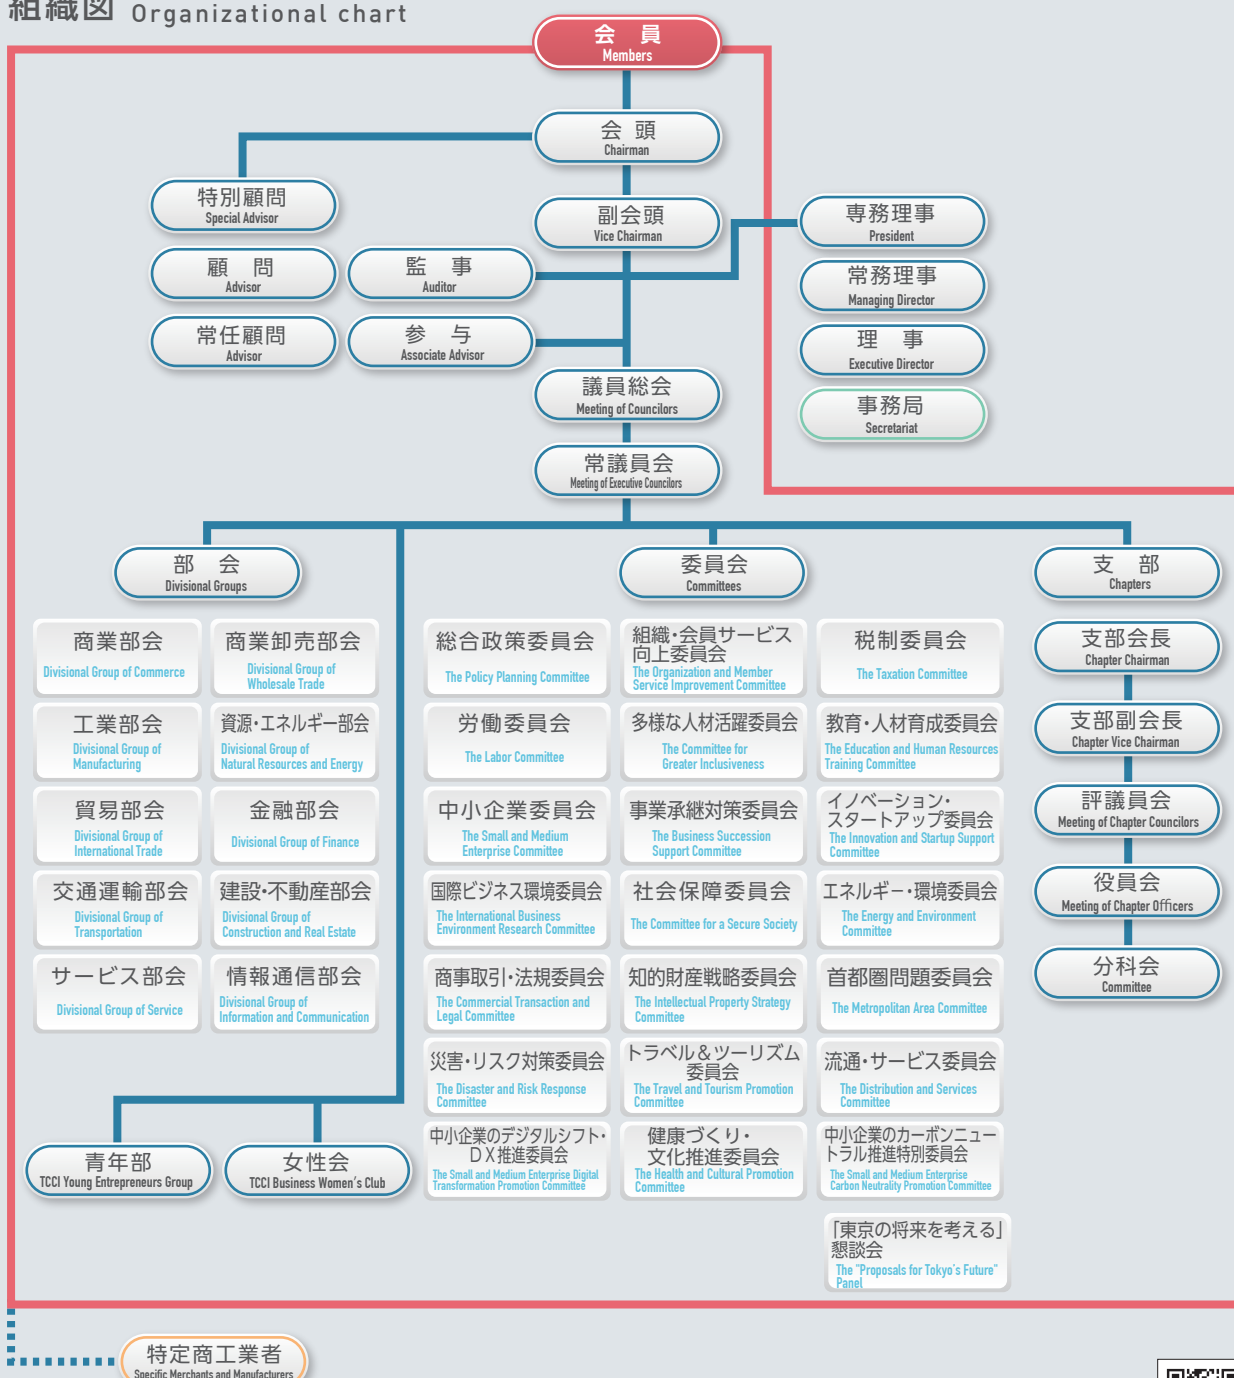 組織図 Organizational chart
会 員
Members
会 頭
Chairman
特別顧問
Special Advisor
副会頭
Vice Chairman
専務理事
President
顧 問
Advisor
監 事
Auditor
常務理事
Managing Director
常任顧問
Advisor
参 与
Associate Advisor
理 事
Executive Director
議員総会
Meeting of Councilors
事務局
Secretariat
常議員会
Meeting of Executive Councilors
部 会
Divisional Groups
委員会
Committees
支 部
Chapters
商業部会
Divisional Group of Commerce
商業卸売部会
Divisional Group of
Wholesale Trade
工業部会
Divisional Group of
Manufacturing
資源・エネルギー部会
Divisional Group of
Natural Resources and Energy
貿易部会
Divisional Group of
International Trade
金融部会
Divisional Group of Finance
交通運輸部会
Divisional Group of
Transportation
建設・不動産部会
Divisional Group of
Construction and Real Estate
サービス部会
Divisional Group of Service
情報通信部会
Divisional Group of
Information and Communication
青年部
TCCI Young Entrepreneurs Group
女性会
TCCI Business Women's Club
総合政策委員会
The Policy Planning Committee
組織・会員サービス
向上委員会
The Organization and Member
Service Improvement Committee
税制委員会
The Taxation Committee
労働委員会
The Labor Committee
多様な人材活躍委員会
The Committee for
Greater Inclusiveness
教育・人材育成委員会
The Education and Human Resources
Training Committee
中小企業委員会
The Small and Medium
Enterprise Committee
事業承継対策委員会
The Business Succession
Support Committee
イノベーション・
スタートアップ委員会
The Innovation and Startup Support
Committee
国際ビジネス環境委員会
The International Business
Environment Research Committee
社会保障委員会
The Committee for a Secure Society
エネルギー・環境委員会
The Energy and Environment
Committee
商事取引・法規委員会
The Commercial Transaction and
Legal Committee
知的財産戦略委員会
The Intellectual Property Strategy
Committee
首都圏問題委員会
The Metropolitan Area Committee
災害・リスク対策委員会
The Disaster and Risk Response
Committee
トラベル＆ツーリズム
委員会
The Travel and Tourism Promotion
Committee
流通・サービス委員会
The Distribution and Services
Committee
中小企業のデジタルシフト・
ＤＸ推進委員会
The Small and Medium Enterprise Digital
Transformation Promotion Committee
健康づくり・
文化推進委員会
The Health and Cultural Promotion
Committee
中小企業のカーボンニュー
トラル推進特別委員会
The Small and Medium Enterprise
Carbon Neutrality Promotion Committee
「東京の将来を考える」
懇談会
The "Proposals for Tokyo's Future"
Panel
支部会長
Chapter Chairman
支部副会長
Chapter Vice Chairman
評議員会
Meeting of Chapter Councilors
役員会
Meeting of Chapter Officers
分科会
Committee
特定商工業者
Specific Merchants and Manufacturers